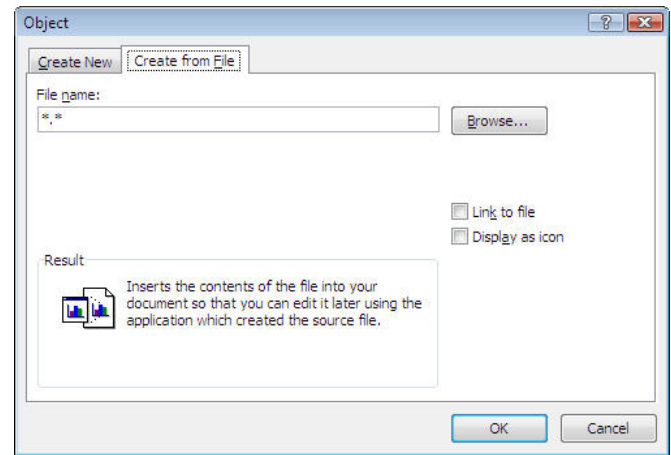 Object
Create New
Create from File
File name:
*.*
Browse...
Link to file
Display as icon
Result
Inserts the contents of the file into your
document so that you can edit it later using the
application which created the source file.
OK
Cancel